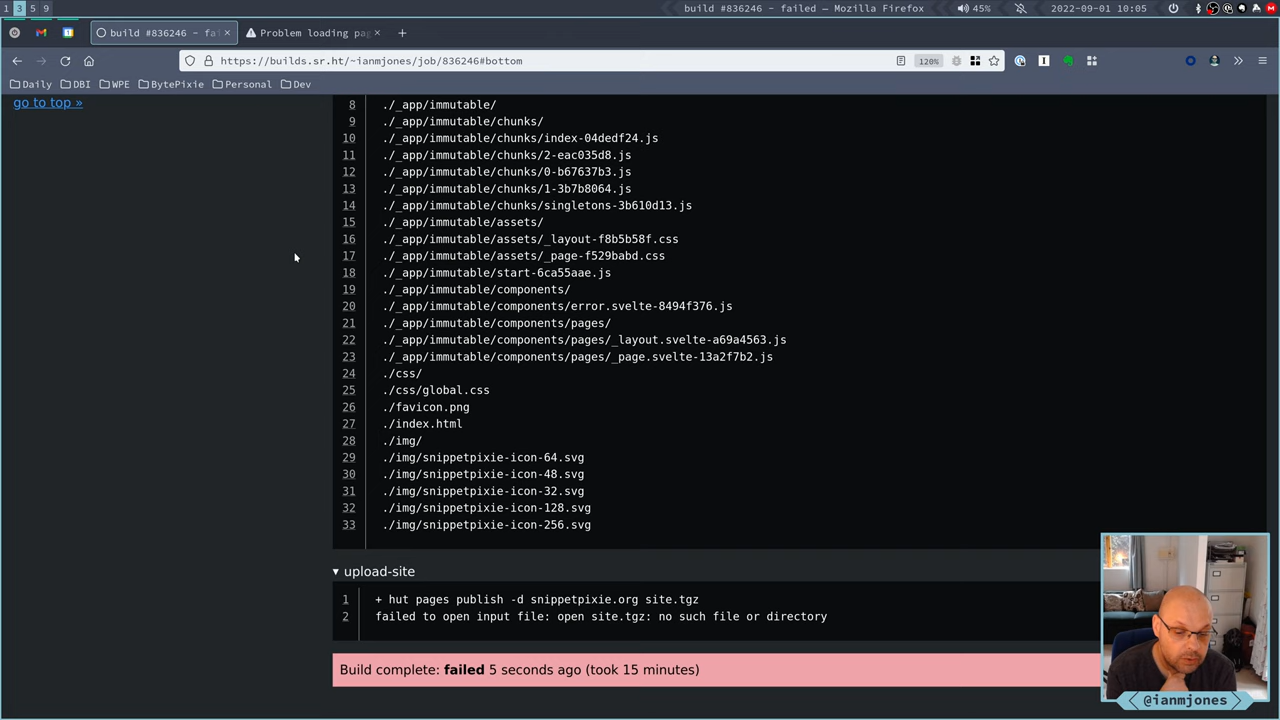 1 3 5 9 build #836246 - failed — Mozilla Firefox 45% 2022-09-01 10:05
build #836246 - fai × Problem loading pag × +
https://builds.sr.ht/~ianmjones/job/836246#bottom 120%
Daily DBI WPE BytePixie Personal Dev
go to top »
8 ./_app/immutable/
9 ./_app/immutable/chunks/
10 ./_app/immutable/chunks/index-04dedf24.js
11 ./_app/immutable/chunks/2-eac035d8.js
12 ./_app/immutable/chunks/0-b67637b3.js
13 ./_app/immutable/chunks/1-3b7b8064.js
14 ./_app/immutable/chunks/singletons-3b610d13.js
15 ./_app/immutable/assets/
16 ./_app/immutable/assets/_layout-f8b5b58f.css
17 ./_app/immutable/assets/_page-f529babd.css
18 ./_app/immutable/start-6ca55aae.js
19 ./_app/immutable/components/
20 ./_app/immutable/components/error.svelte-8494f376.js
21 ./_app/immutable/components/pages/
22 ./_app/immutable/components/pages/_layout.svelte-a69a4563.js
23 ./_app/immutable/components/pages/_page.svelte-13a2f7b2.js
24 ./css/
25 ./css/global.css
26 ./favicon.png
27 ./index.html
28 ./img/
29 ./img/snippetpixie-icon-64.svg
30 ./img/snippetpixie-icon-48.svg
31 ./img/snippetpixie-icon-32.svg
32 ./img/snippetpixie-icon-128.svg
33 ./img/snippetpixie-icon-256.svg
▾ upload-site
1 + hut pages publish -d snippetpixie.org site.tgz
2 failed to open input file: open site.tgz: no such file or directory
Build complete: failed 5 seconds ago (took 15 minutes)
@ianmjones